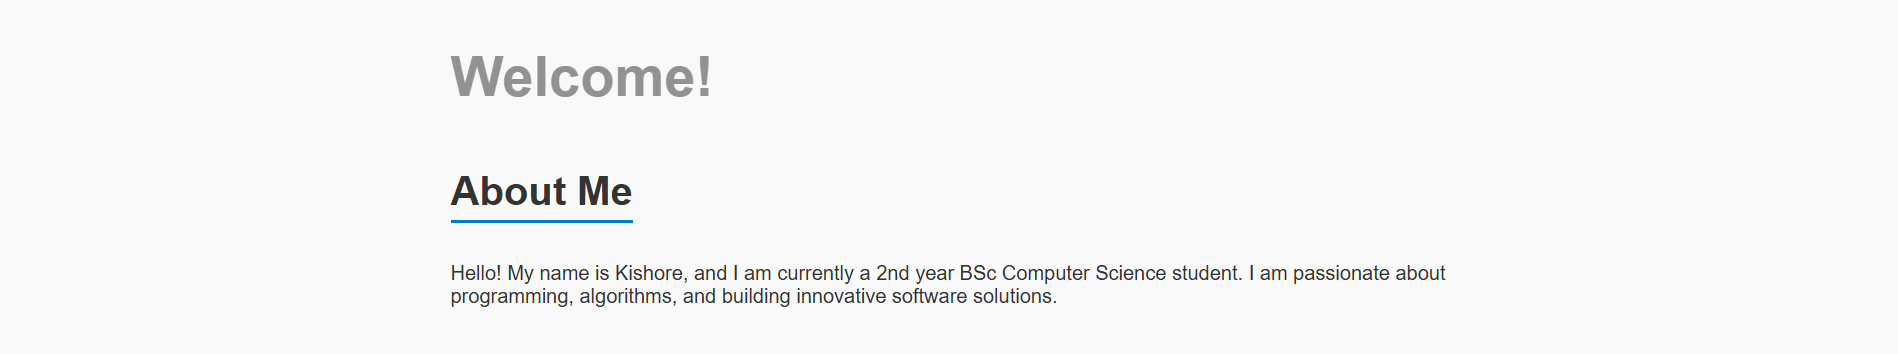 Welcome!
About Me
Hello! My name is Kishore, and I am currently a 2nd year BSc Computer Science student. I am passionate about
programming, algorithms, and building innovative software solutions.